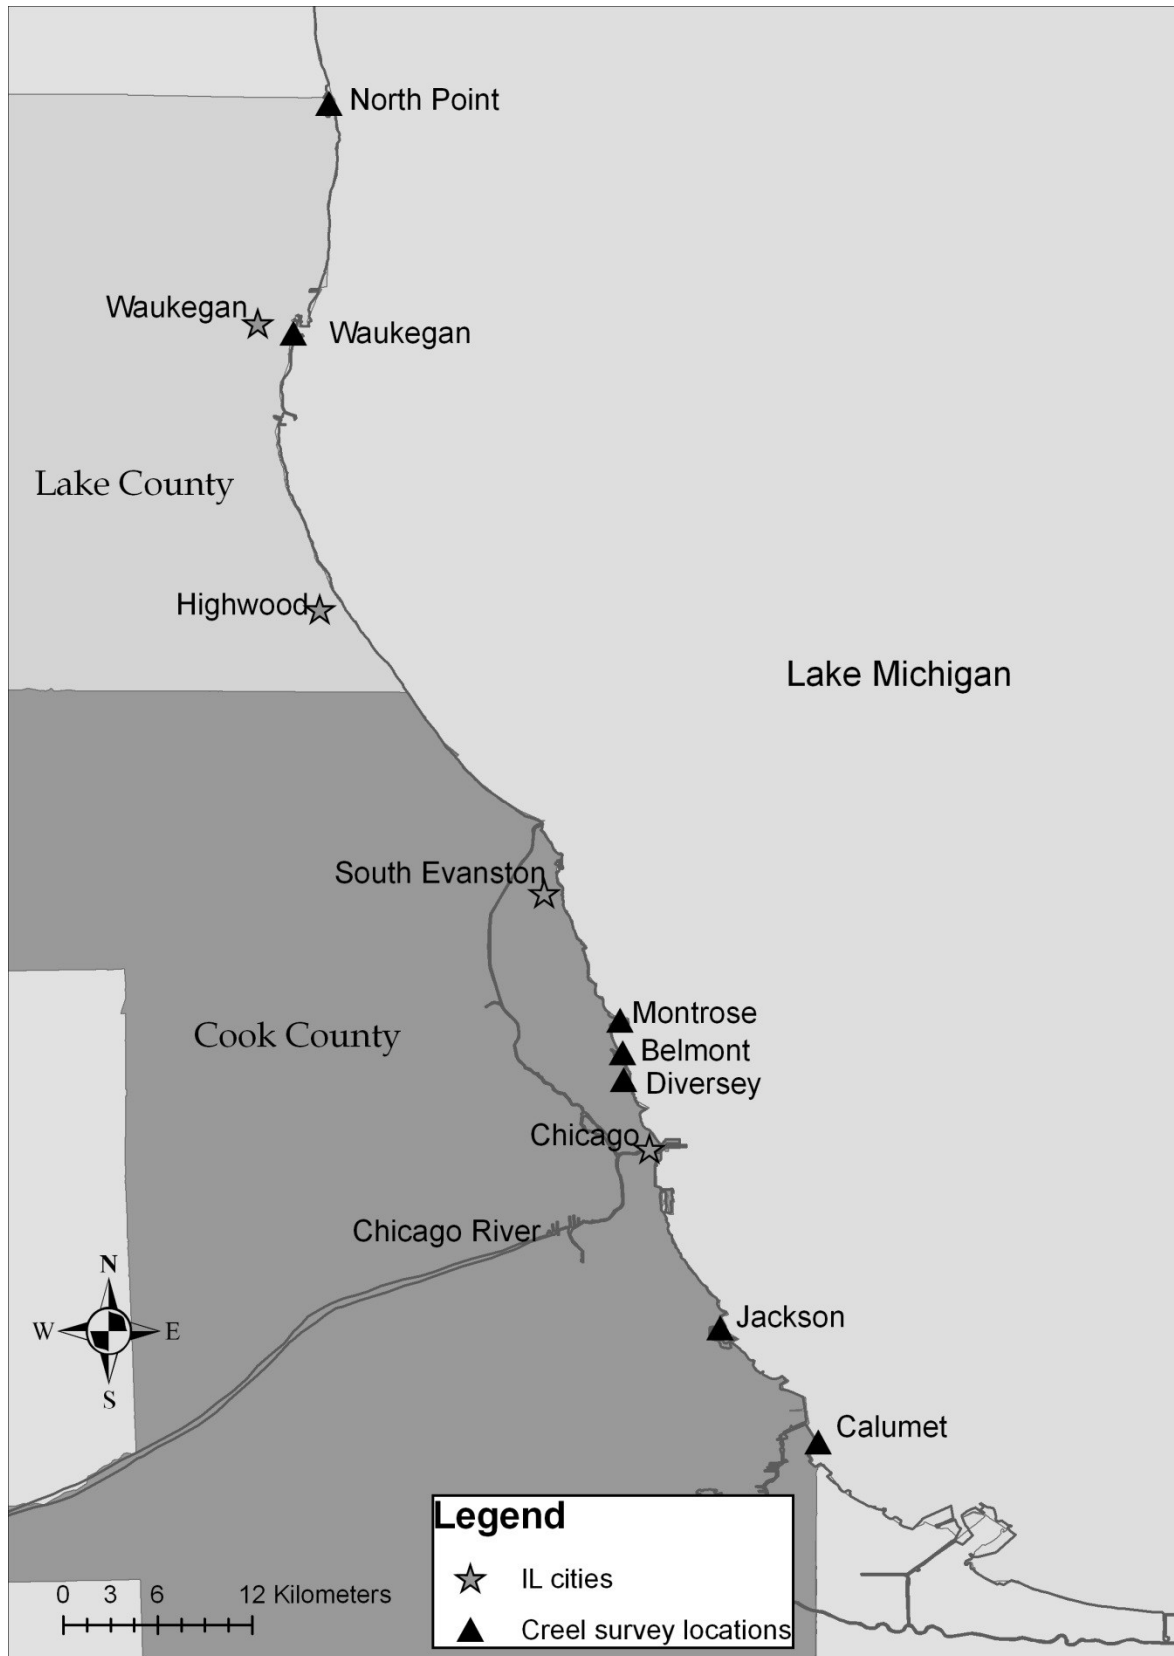 North Point
Waukegan
Waukegan
Lake County
Highwood
Lake Michigan
South Evanston
Montrose
Cook County
Belmont
Diversey
Chicago
Chicago River
N
W E
S
Jackson
Calumet
Legend
IL cities
Creel survey locations
0 3 6 12 Kilometers